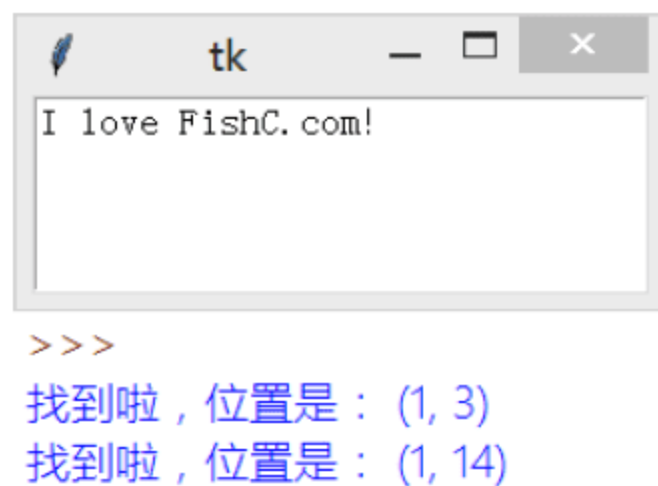 tk
I love FishC.com!
>>>
找到啦，位置是： (1, 3)
找到啦，位置是： (1, 14)